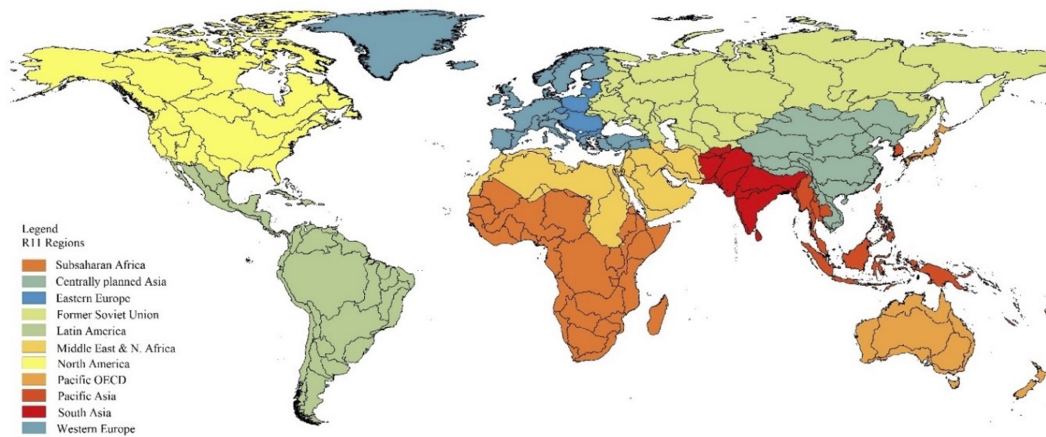 Legend
R11 Regions
Subsaharan Africa
Centrally planned Asia
Eastern Europe
Former Soviet Union
Latin America
Middle East & N. Africa
North America
Pacific OECD
Pacific Asia
South Asia
Western Europe